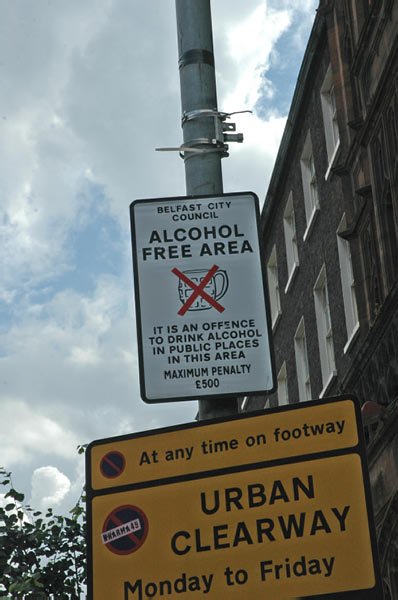 BELFAST CITY
COUNCIL
ALCOHOL
FREE AREA
IT IS AN OFFENCE
TO DRINK ALCOHOL
IN PUBLIC PLACES
IN THIS AREA
MAXIMUM PENALTY
£500
At any time on footway
URBAN
CLEARWAY
Monday to Friday